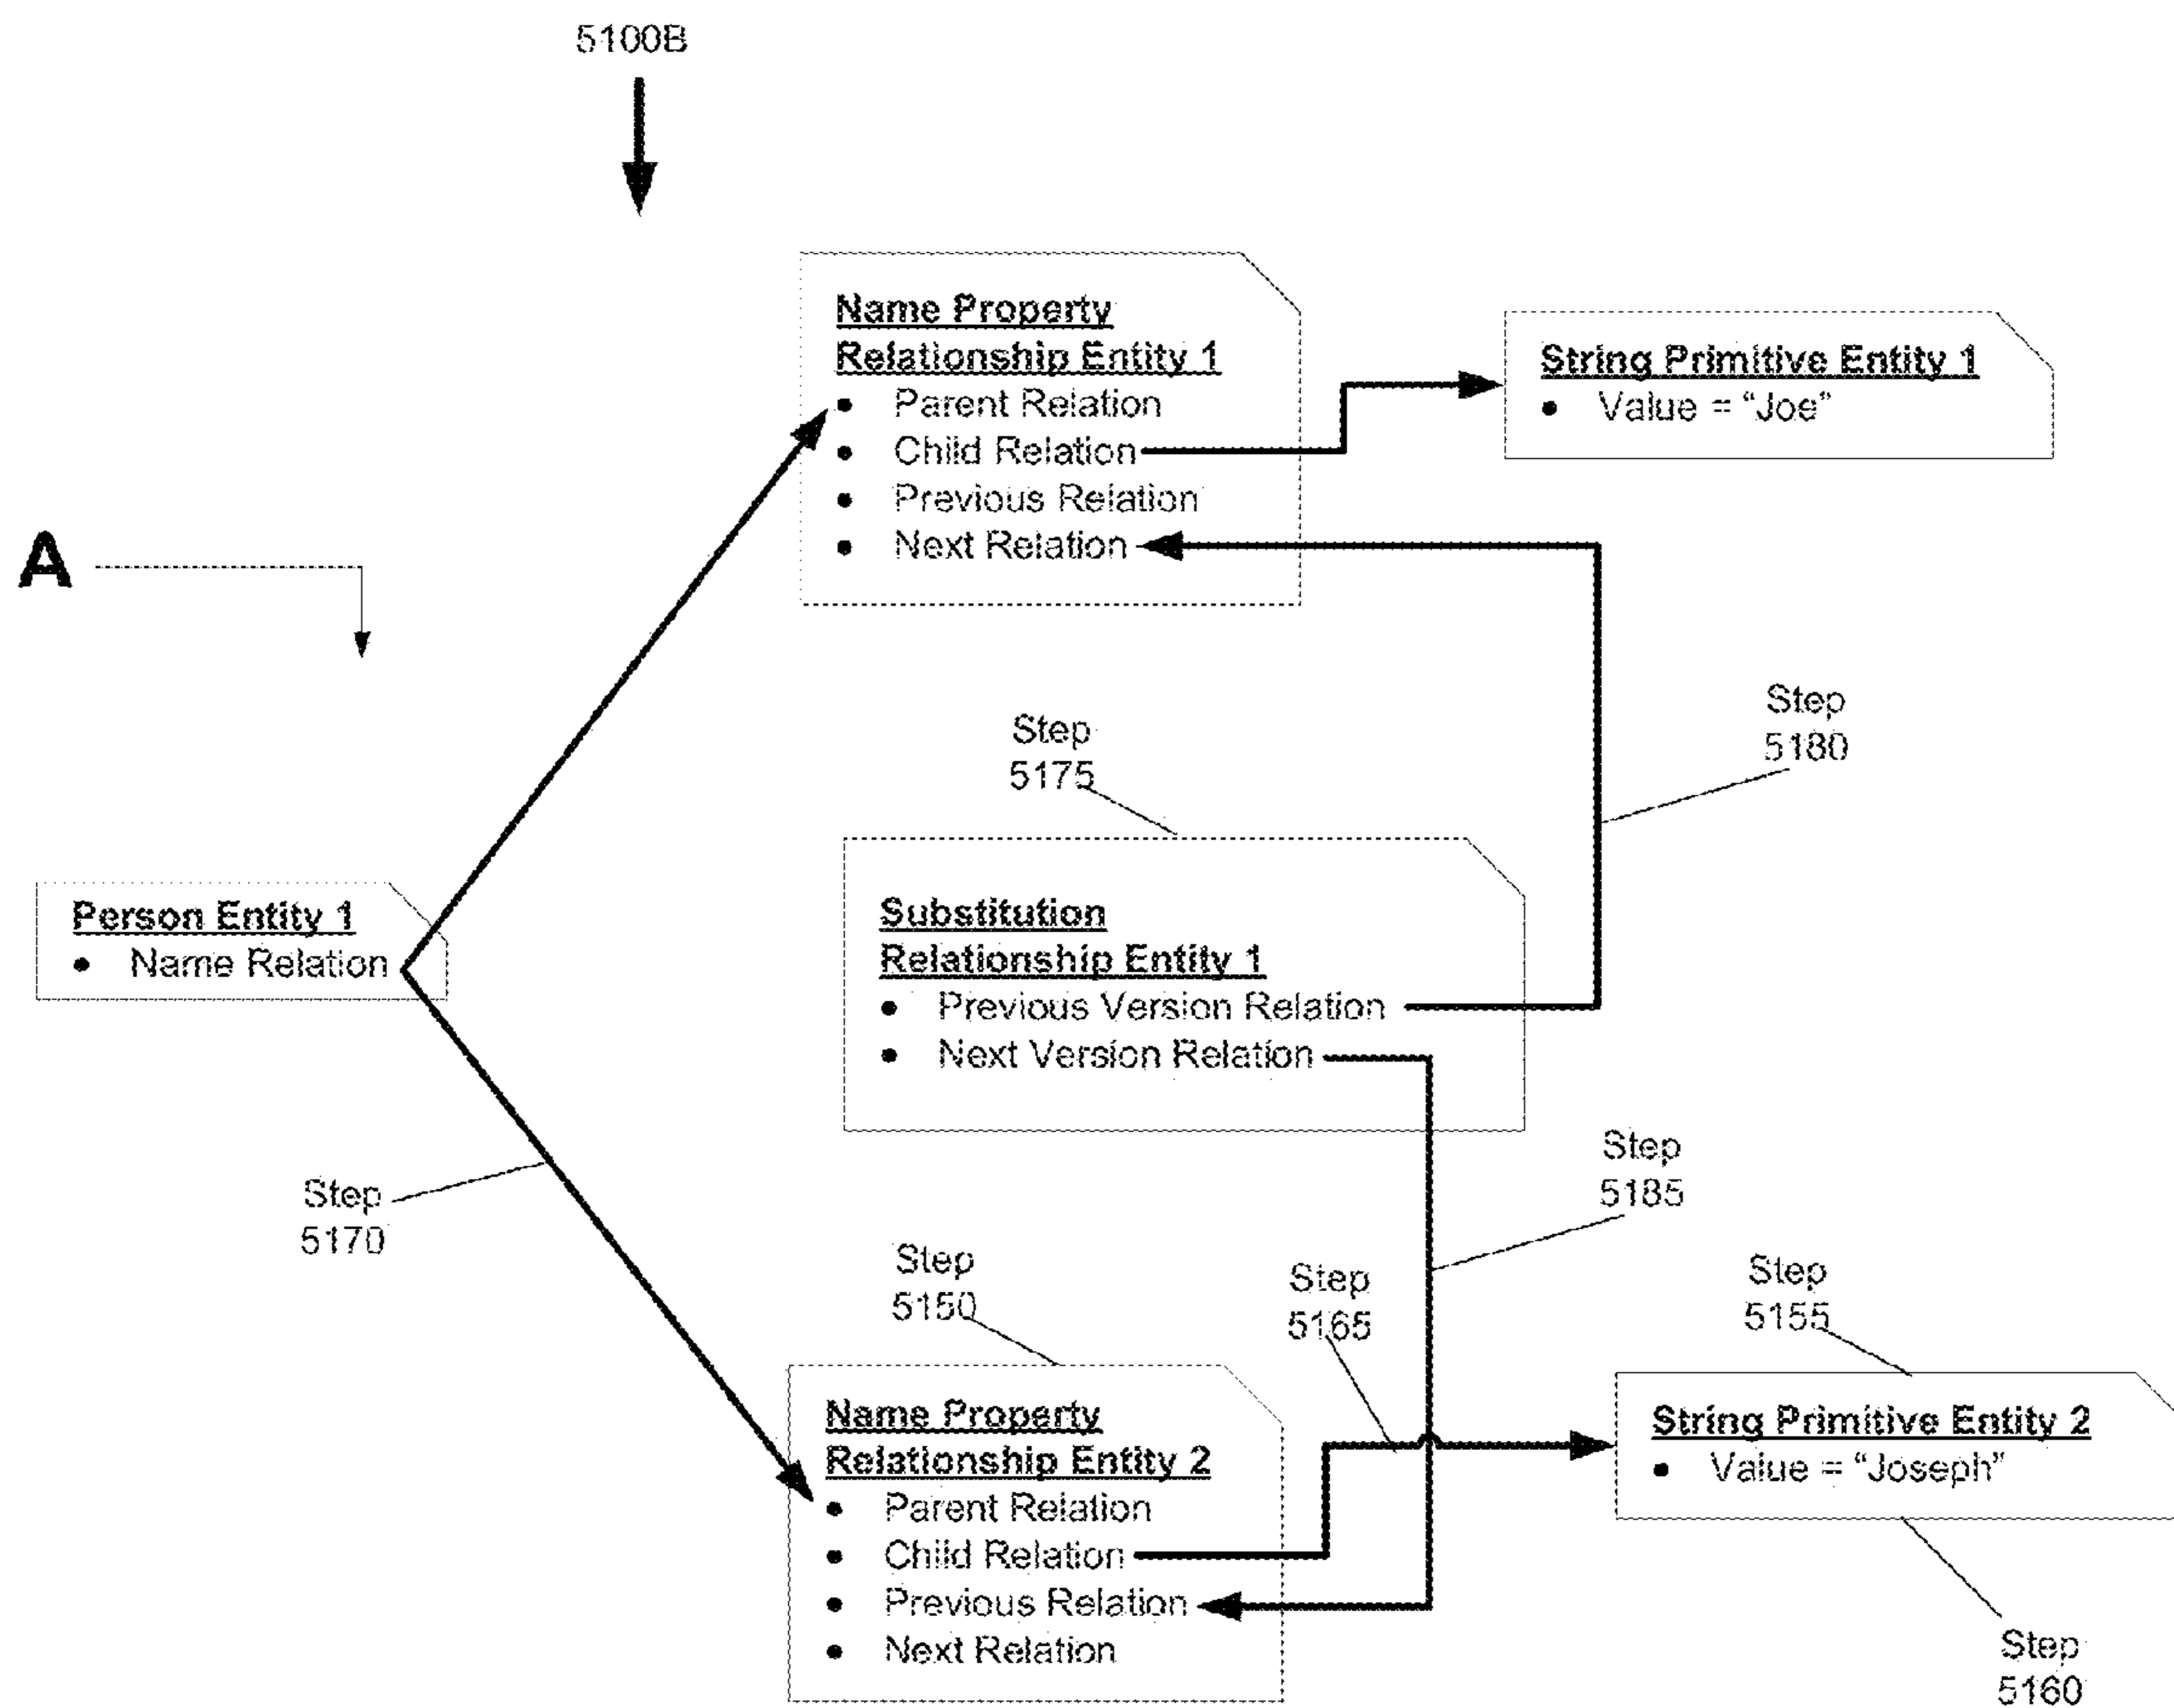 5100B
Name Property
Relationship Entity 1
• Parent Relation
• Child Relation
• Previous Relation
• Next Relation
String Primitive Entity 1
• Value = “Joe”
A
Step
5180
Step
5175
Person Entity 1
• Name Relation
Substitution
Relationship Entity 1
• Previous Version Relation
• Next Version Relation
Step
5170
Step
5185
Step
5150
Step
5165
Step
5155
Name Property
Relationship Entity 2
• Parent Relation
• Child Relation
• Previous Relation
• Next Relation
String Primitive Entity 2
• Value = “Joseph”
Step
5160